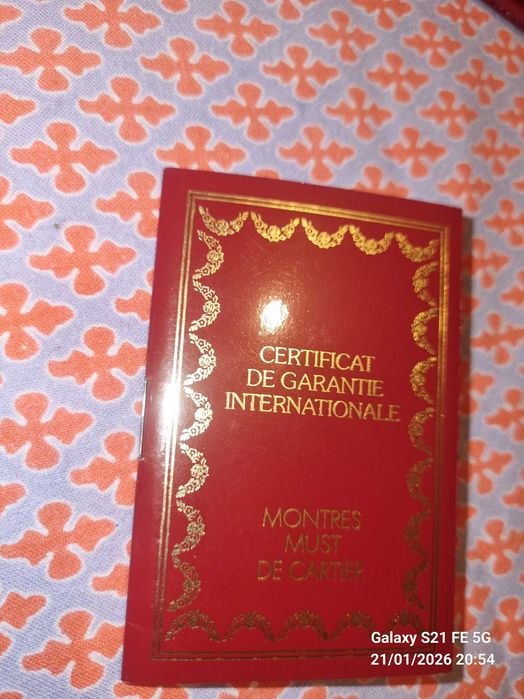 CERTIFICAT
DE GARANTIE
INTERNATIONALE
MONTRES
MUST
DE CARTIER
Galaxy S21 FE 5G
21/01/2026 20:54